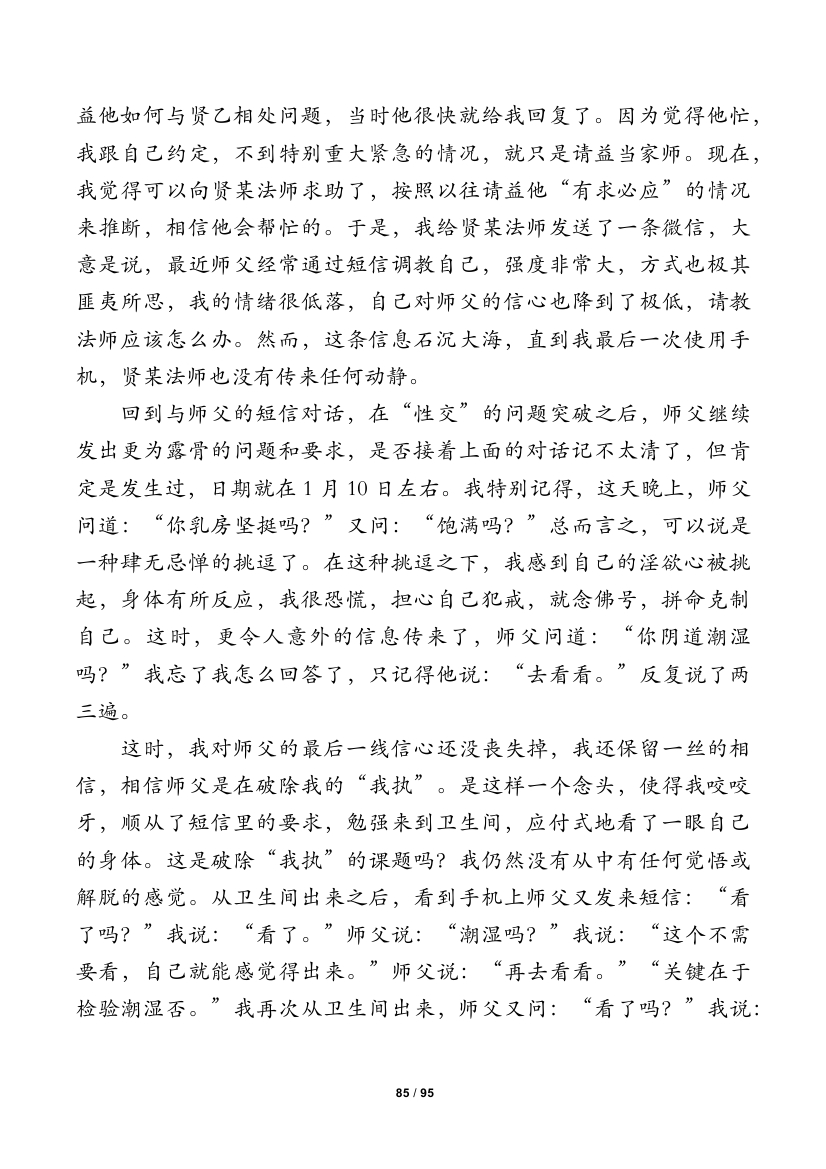 益他如何与贤乙相处问题，当时他很快就给我回复了。因为觉得他忙，
我跟自己约定，不到特别重大紧急的情况，就只是请益当家师。现在，
我觉得可以向贤某法师求助了，按照以往请益他“有求必应”的情况
来推断，相信他会帮忙的。于是，我给贤某法师发送了一条微信，大
意是说，最近师父经常通过短信调教自己，强度非常大，方式也极其
匪夷所思，我的情绪很低落，自己对师父的信心也降到了极低，请教
法师应该怎么办。然而，这条信息石沉大海，直到我最后一次使用手
机，贤某法师也没有传来任何动静。
回到与师父的短信对话，在“性交”的问题突破之后，师父继续
发出更为露骨的问题和要求，是否接着上面的对话记不太清了，但肯
定是发生过，日期就在 1 月 10 日左右。我特别记得，这天晚上，师父
问道：“你乳房坚挺吗？”又问：“饱满吗？”总而言之，可以说是
一种肆无忌惮的挑逗了。在这种挑逗之下，我感到自己的淫欲心被挑
起，身体有所反应，我很恐慌，担心自己犯戒，就念佛号，拼命克制
自己。这时，更令人意外的信息传来了，师父问道：“你阴道潮湿
吗？”我忘了我怎么回答了，只记得他说：“去看看。”反复说了两
三遍。
这时，我对师父的最后一线信心还没丧失掉，我还保留一丝的相
信，相信师父是在破除我的“我执”。是这样一个念头，使得我咬咬
牙，顺从了短信里的要求，勉强来到卫生间，应付式地看了一眼自己
的身体。这是破除“我执”的课题吗？我仍然没有从中有任何觉悟或
解脱的感觉。从卫生间出来之后，看到手机上师父又发来短信：“看
了吗？”我说：“看了。”师父说：“潮湿吗？”我说：“这个不需
要看，自己就能感觉得出来。”师父说：“再去看看。”“关键在于
检验潮湿否。”我再次从卫生间出来，师父又问：“看了吗？”我说：
85 / 95